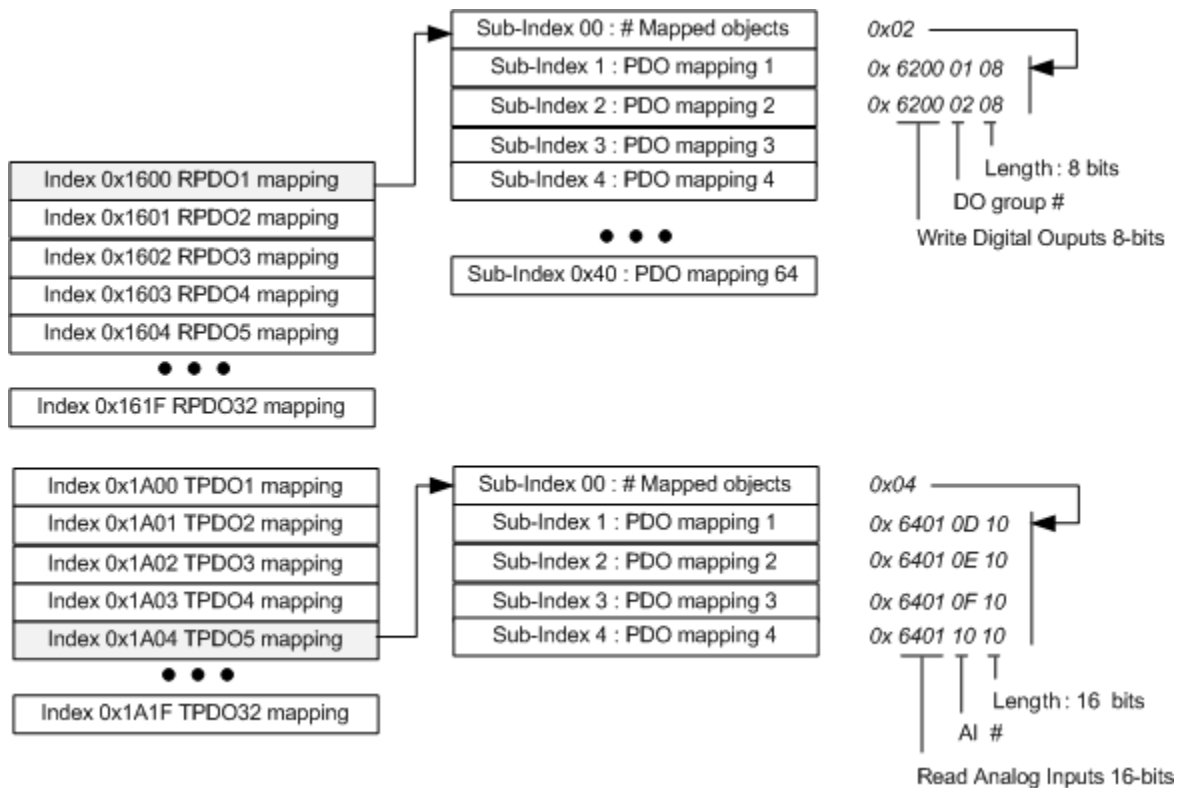 Sub-Index 00 : # Mapped objects
0x02
Sub-Index 1 : PDO mapping 1
0x 6200 01 08
Sub-Index 2 : PDO mapping 2
0x 6200 02 08
Sub-Index 3 : PDO mapping 3
Sub-Index 4 : PDO mapping 4
Length : 8 bits
DO group #
Write Digital Ouputs 8-bits
Sub-Index 0x40 : PDO mapping 64
Index 0x1600 RPDO1 mapping
Index 0x1601 RPDO2 mapping
Index 0x1602 RPDO3 mapping
Index 0x1603 RPDO4 mapping
Index 0x1604 RPDO5 mapping
Index 0x161F RPDO32 mapping
Index 0x1A00 TPDO1 mapping
Index 0x1A01 TPDO2 mapping
Index 0x1A02 TPDO3 mapping
Index 0x1A03 TPDO4 mapping
Index 0x1A04 TPDO5 mapping
Index 0x1A1F TPDO32 mapping
Sub-Index 00 : # Mapped objects
0x04
Sub-Index 1 : PDO mapping 1
0x 6401 0D 10
Sub-Index 2 : PDO mapping 2
0x 6401 0E 10
Sub-Index 3 : PDO mapping 3
0x 6401 0F 10
Sub-Index 4 : PDO mapping 4
0x 6401 10 10
Length : 16 bits
AI #
Read Analog Inputs 16-bits